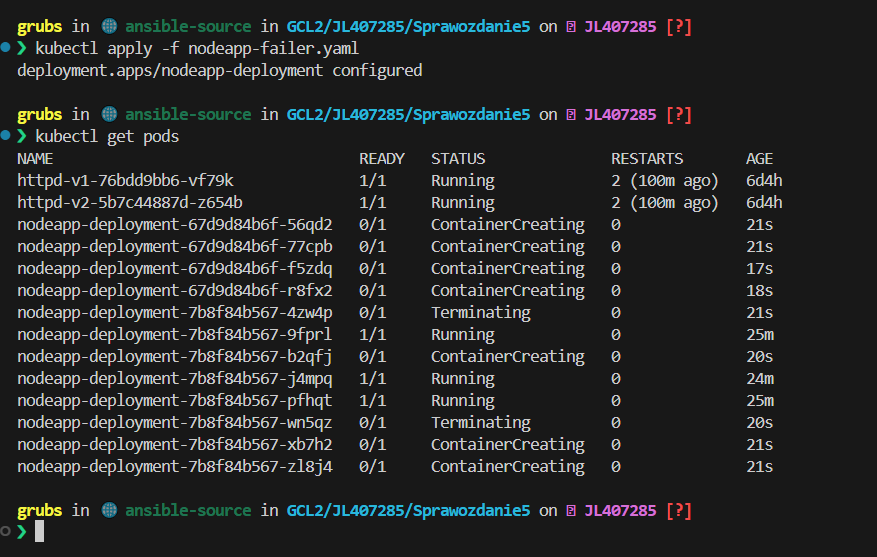 grubs in 🌐 ansible-source in GCL2/JL407285/Sprawozdanie5 on JL407285 [?]
❯ kubectl apply -f nodeapp-failer.yaml
deployment.apps/nodeapp-deployment configured
grubs in 🌐 ansible-source in GCL2/JL407285/Sprawozdanie5 on JL407285 [?]
❯ kubectl get pods
NAME READY STATUS RESTARTS AGE
httpd-v1-76bdd9bb6-vf79k 1/1 Running 2 (100m ago) 6d4h
httpd-v2-5b7c44887d-z654b 1/1 Running 2 (100m ago) 6d4h
nodeapp-deployment-67d9d84b6f-56qd2 0/1 ContainerCreating 0 21s
nodeapp-deployment-67d9d84b6f-77cpb 0/1 ContainerCreating 0 21s
nodeapp-deployment-67d9d84b6f-f5zdq 0/1 ContainerCreating 0 17s
nodeapp-deployment-67d9d84b6f-r8fx2 0/1 ContainerCreating 0 18s
nodeapp-deployment-7b8f84b567-4zw4p 0/1 Terminating 0 21s
nodeapp-deployment-7b8f84b567-9fprl 1/1 Running 0 25m
nodeapp-deployment-7b8f84b567-b2qfj 0/1 ContainerCreating 0 20s
nodeapp-deployment-7b8f84b567-j4mpq 1/1 Running 0 24m
nodeapp-deployment-7b8f84b567-pfhqt 1/1 Running 0 25m
nodeapp-deployment-7b8f84b567-wn5qz 0/1 Terminating 0 20s
nodeapp-deployment-7b8f84b567-xb7h2 0/1 ContainerCreating 0 21s
nodeapp-deployment-7b8f84b567-zl8j4 0/1 ContainerCreating 0 21s
grubs in 🌐 ansible-source in GCL2/JL407285/Sprawozdanie5 on JL407285 [?]
❯